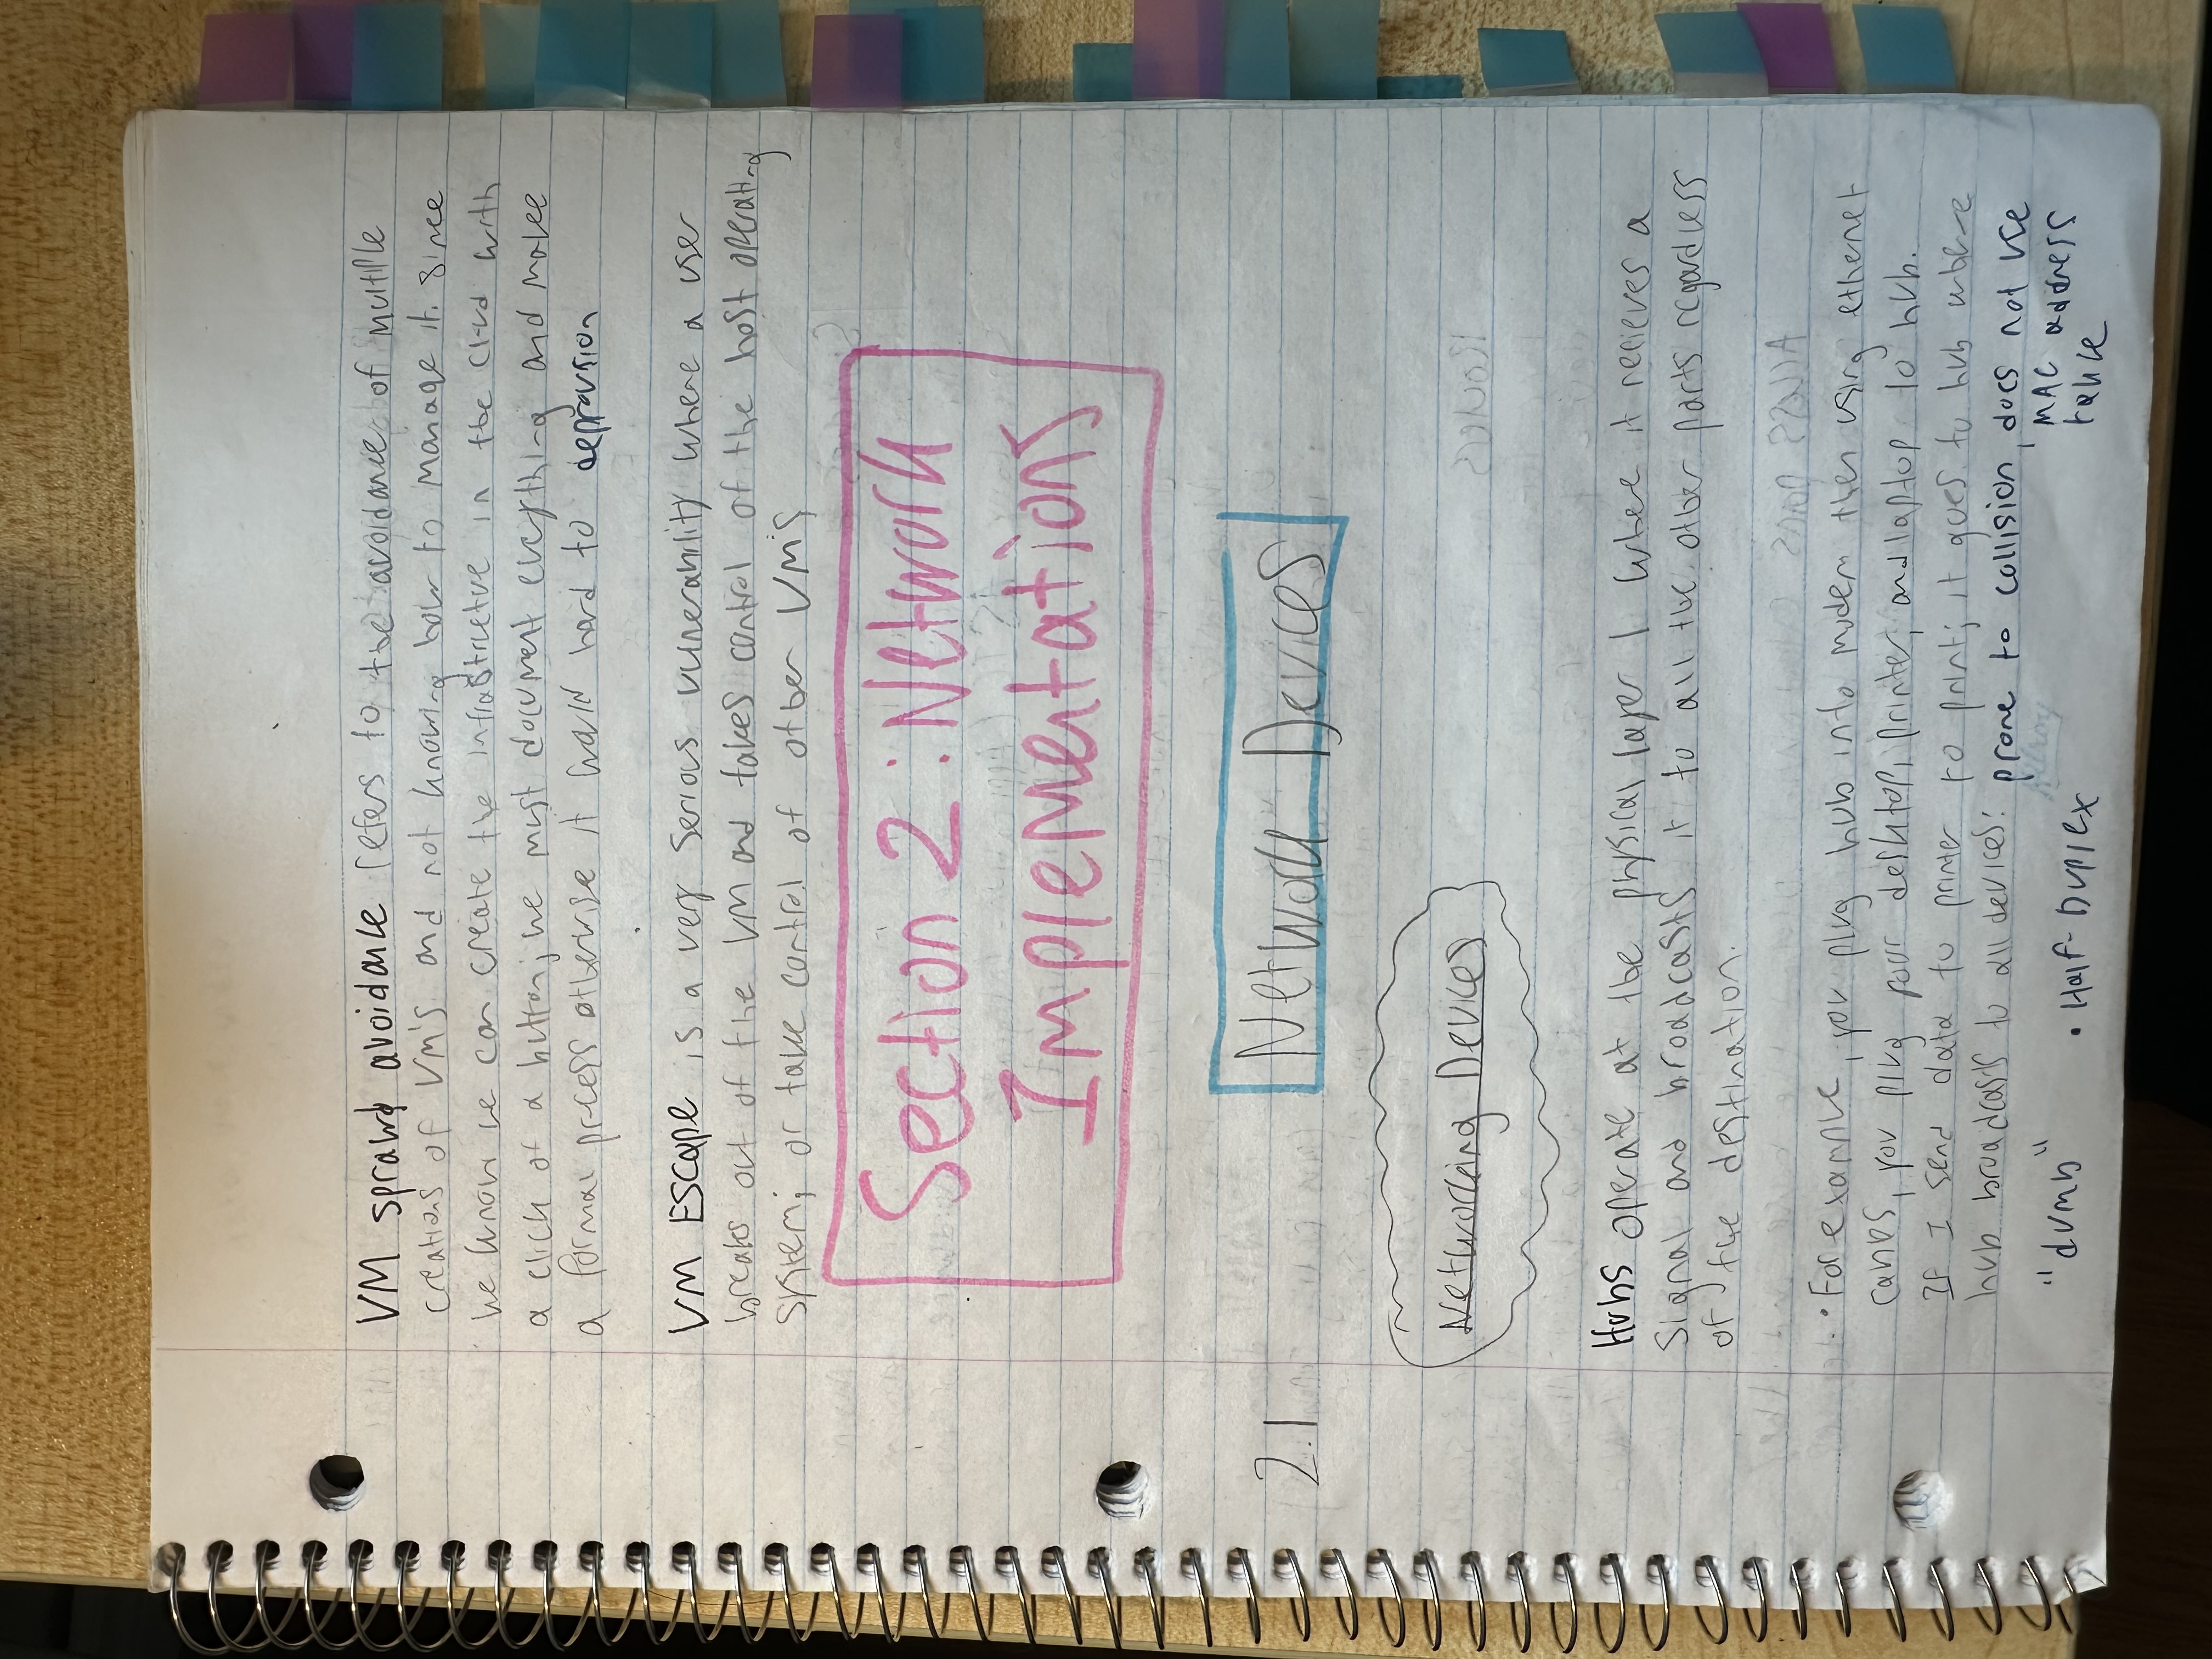 VM sprawl avoidance refers to the avoidance of multiple
creations of VM's and not knowing how to manage it. Since
we know we can create the infrastructure in the cloud with
a click of a button; we must document everything and make
a formal process otherwise it would hard to deprovsion
VM Escape is a very serious vulnerability where a user
breaks out of the VM and takes control of the host operating
system; or take control of other VM's
Section 2: Network
Implementations
2.1 Network Devices
Networking Devices
Hubs operate at the physical layer 1 where it recieves a
signal and broadcasts it to all the other ports regardless
of the destination.
• For example, you plug hub into modem then using ethernet
cables, you plug your desktop, printer, and laptop to hub.
If I send data to printer to print; it goes to hub where
hub broadcasts to all devices: prone to collision, does not use
MAC address
table
"dumb" • Half-Duplex